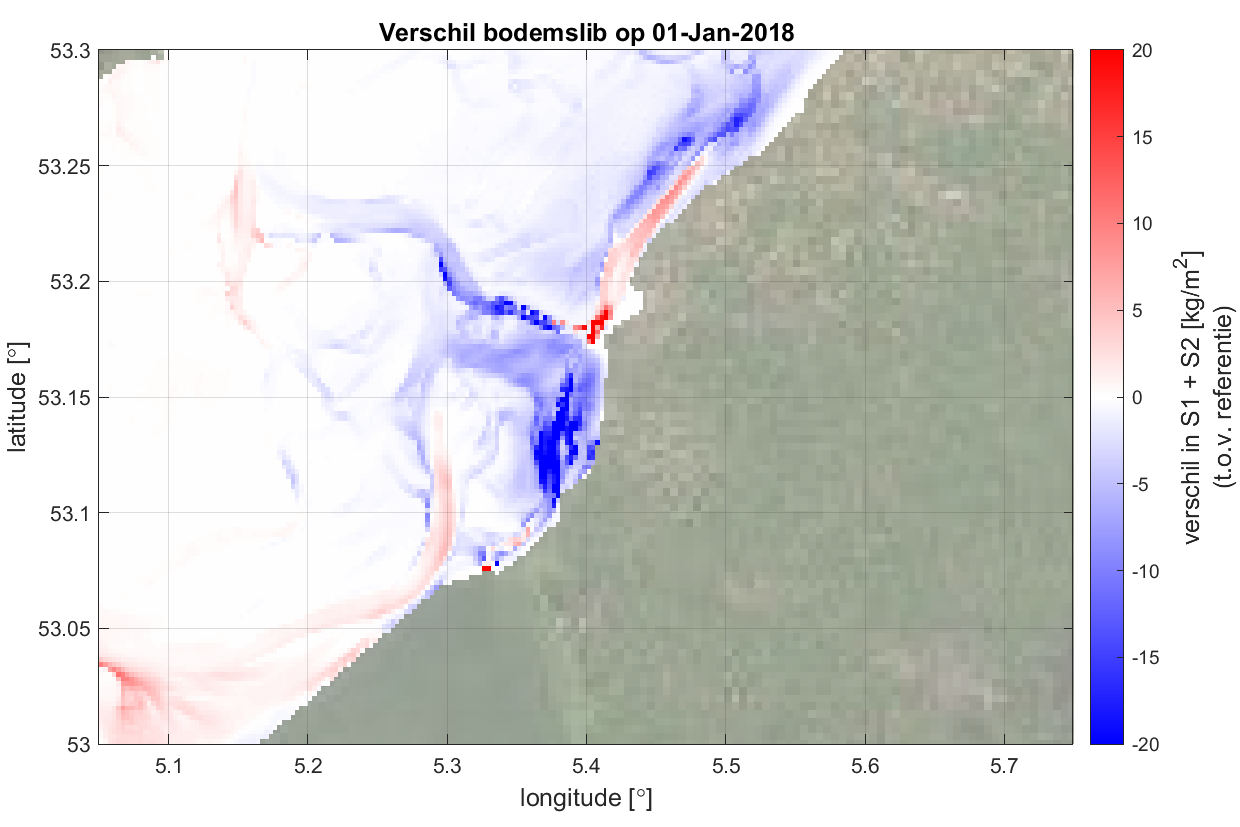 Verschil bodemslib op 01-Jan-2018
53.3
53.25
53.2
53.15
53.1
53.05
53
latitude [°]
5.1 5.2 5.3 5.4 5.5 5.6 5.7
longitude [°]
20
15
10
5
0
-5
-10
-15
-20
verschil in S1 + S2 [kg/m²]
(t.o.v. referentie)